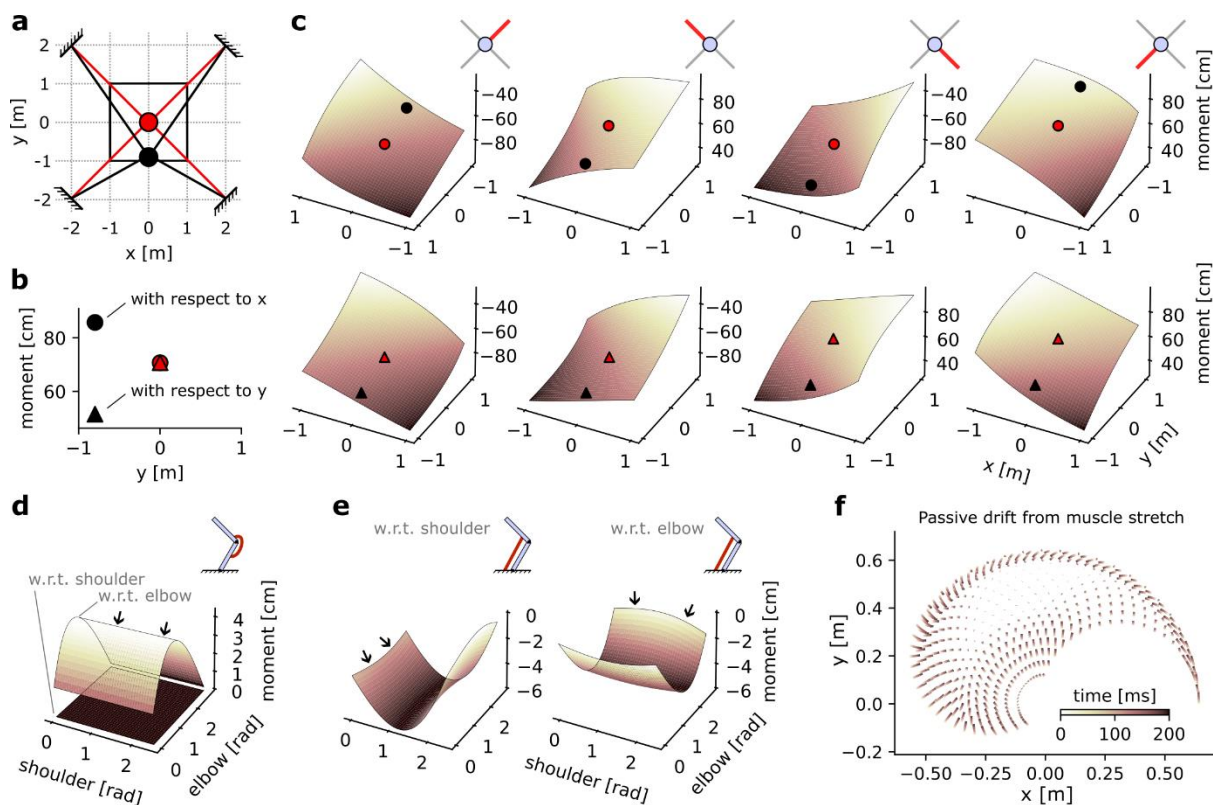 a
2
1
0
−1
−2
y [m]
-2 -1 0 1 2
x [m]
b
with respect to x
with respect to y
80
60
moment [cm]
−1 0 1
y [m]
c
−40
−60
−80
1 0 −1
1 0 −1
80
60
40
−1 0 1
1 0 1
−40
−60
−80
−1 0 1
1 0 1
80
60
40
moment [cm]
1 0 −1
1 0 −1
−40
−60
−80
−1 0 1
−1 0 1
−40
−60
−80
−1 0 1
−1 0 1
80
60
40
−1 0 1
−1 0 1
80
60
40
moment [cm]
−1 0 1
−1 0 1
x [m]
y [m]
d
w.r.t. shoulder
w.r.t. elbow
4
3
2
1
0
moment [cm]
0 1 2
shoulder [rad]
0 1 2
elbow [rad]
e
w.r.t. shoulder
0
−2
−4
−6
0 1 2
0 1 2
w.r.t. elbow
0
−2
−4
−6
moment [cm]
0 1 2
shoulder [rad]
0 1 2
elbow [rad]
f
Passive drift from muscle stretch
0.6
0.4
0.2
0.0
−0.2
y [m]
time [ms]
0 100 200
−0.50 −0.25 0.00 0.25 0.50
x [m]